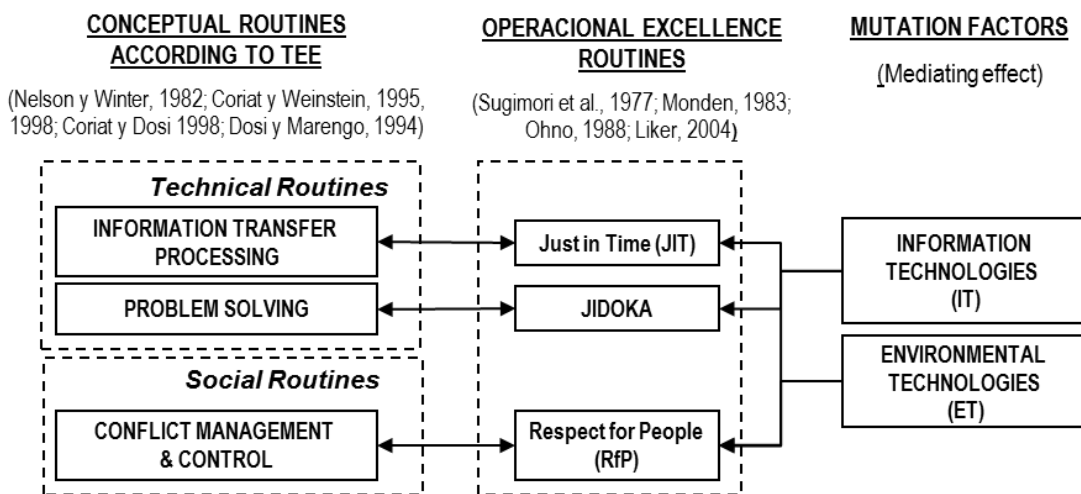 CONCEPTUAL ROUTINES
ACCORDING TO TEE
(Nelson y Winter, 1982; Coriat y Weinstein, 1995,
1998; Coriat y Dosi 1998; Dosi y Marengo, 1994)
OPERACIONAL EXCELLENCE
ROUTINES
(Sugimori et al., 1977; Monden, 1983;
Ohno, 1988; Liker, 2004)
MUTATION FACTORS
(Mediating effect)
Technical Routines
INFORMATION TRANSFER
PROCESSING
PROBLEM SOLVING
Social Routines
CONFLICT MANAGEMENT
& CONTROL
Just in Time (JIT)
JIDOKA
Respect for People
(RfP)
INFORMATION
TECHNOLOGIES
(IT)
ENVIRONMENTAL
TECHNOLOGIES
(ET)